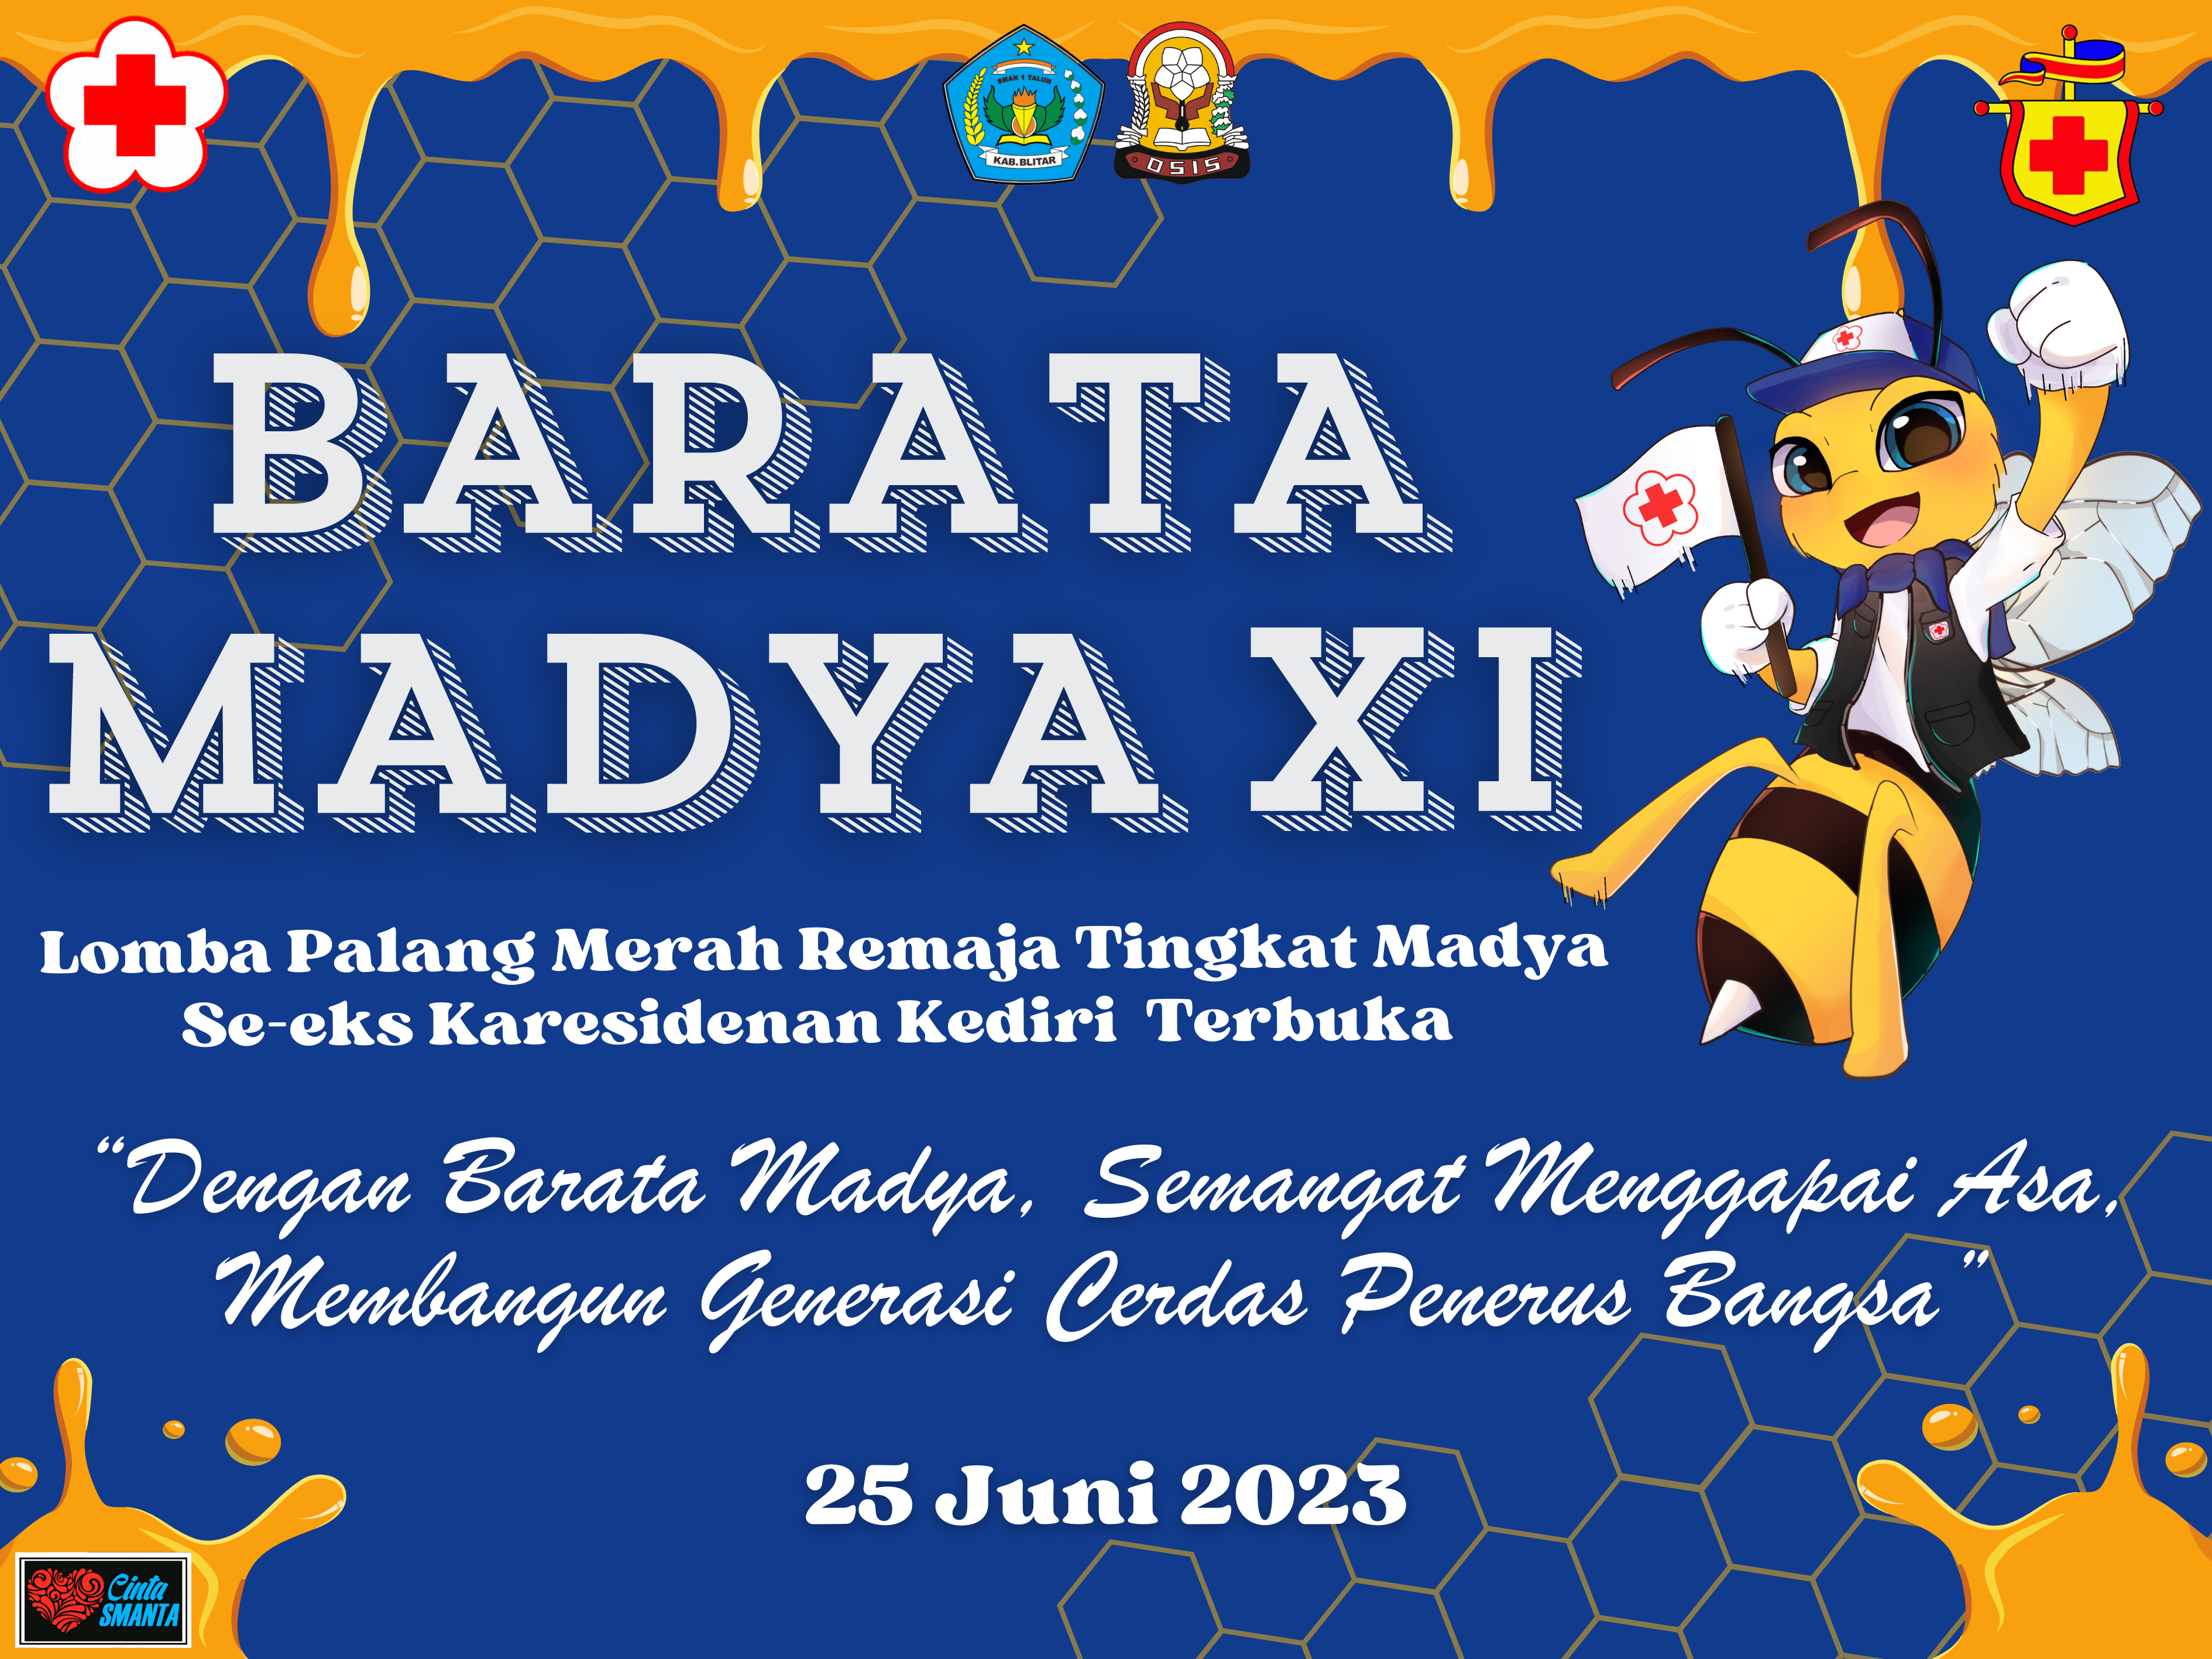 SMAN 1 TALUN
KAB.BLITAR
OSIS
BARATA
MADYA XI
Lomba Palang Merah Remaja Tingkat Madya
Se-eks Karesidenan Kediri Terbuka
“Dengan Barata Madya, Semangat Menggapai Asa,
Membangun Generasi Cerdas Penerus Bangsa”
25 Juni 2023
Cinta
SMANTA